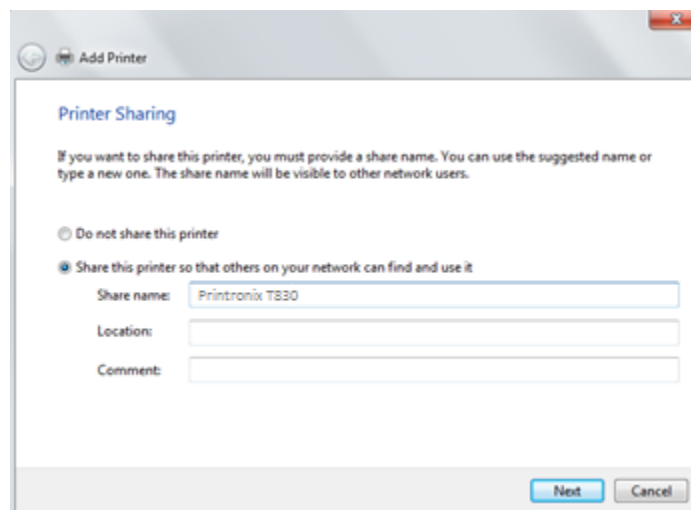 Add Printer
Printer Sharing
If you want to share this printer, you must provide a share name. You can use the suggested name or
type a new one. The share name will be visible to other network users.
Do not share this printer
Share this printer so that others on your network can find and use it
Share name: Printronix T830
Location:
Comment:
Next Cancel